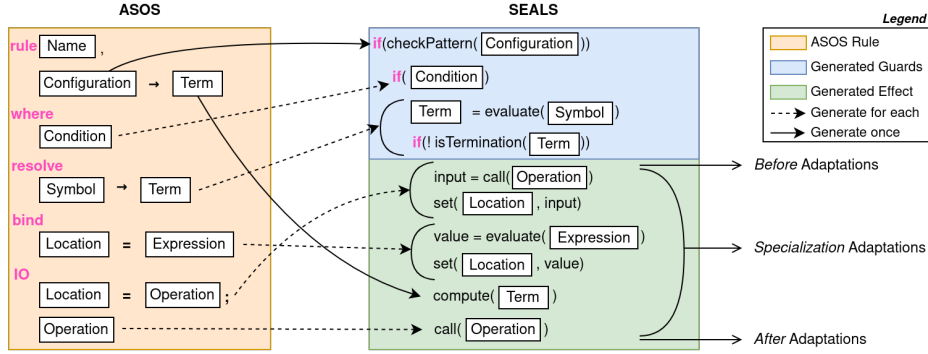 ASOS
rule Name ,
Configuration → Term
where
Condition
resolve
Symbol → Term
bind
Location = Expression
IO
Location = Operation ;
Operation
SEALS
if(checkPattern( Configuration ))
if( Condition )
Term = evaluate( Symbol )
if(! isTermination( Term ))
input = call( Operation )
set( Location , input)
value = evaluate( Expression )
set( Location , value)
compute( Term )
call( Operation )
Legend
ASOS Rule
Generated Guards
Generated Effect
Generate for each
Generate once
Before Adaptations
Specialization Adaptations
After Adaptations